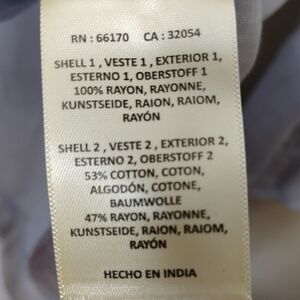 RN : 66170 CA : 32054
SHELL 1 , VESTE 1 , EXTERIOR 1,
ESTERNO 1, OBERSTOFF 1
100% RAYON, RAYONNE,
KUNSTSEIDE, RAION, RAIOM,
RAYÓN
SHELL 2 , VESTE 2 , EXTERIOR 2,
ESTERNO 2, OBERSTOFF 2
53% COTTON, COTON,
ALGODÓN, COTONE,
BAUMWOLLE
47% RAYON, RAYONNE,
KUNSTSEIDE, RAION, RAIOM,
RAYÓN
HECHO EN INDIA